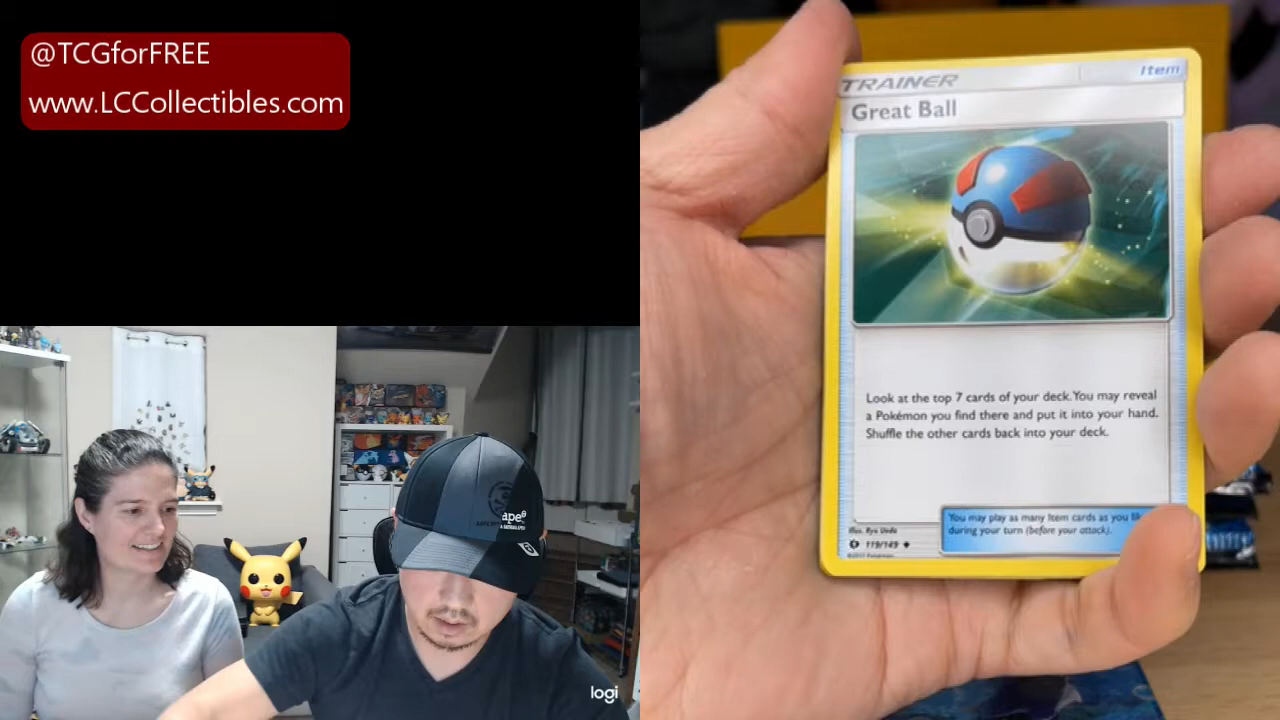 @TCGforFREE
www.LCCollectibles.com
TRAINER
Item
Great Ball
Look at the top 7 cards of your deck. You may reveal
a Pokémon you find there and put it into your hand.
Shuffle the other cards back into your deck.
You may play as many Item cards as you
during your turn (before your attack).
Illus. Ryo Ueda
119/149
©2017 Pokémon
ape
logi